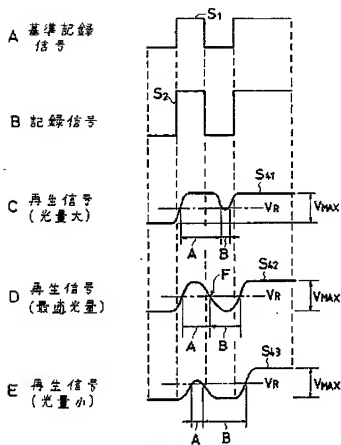 S1
A 基準記録
信号
S2
B 記録信号
S41
C 再生信号
(光量大)
VR
VMAX
A B
F
S42
D 再生信号
(最適光量)
VR
VMAX
A B
S43
E 再生信号
(光量小)
VR
VMAX
A B